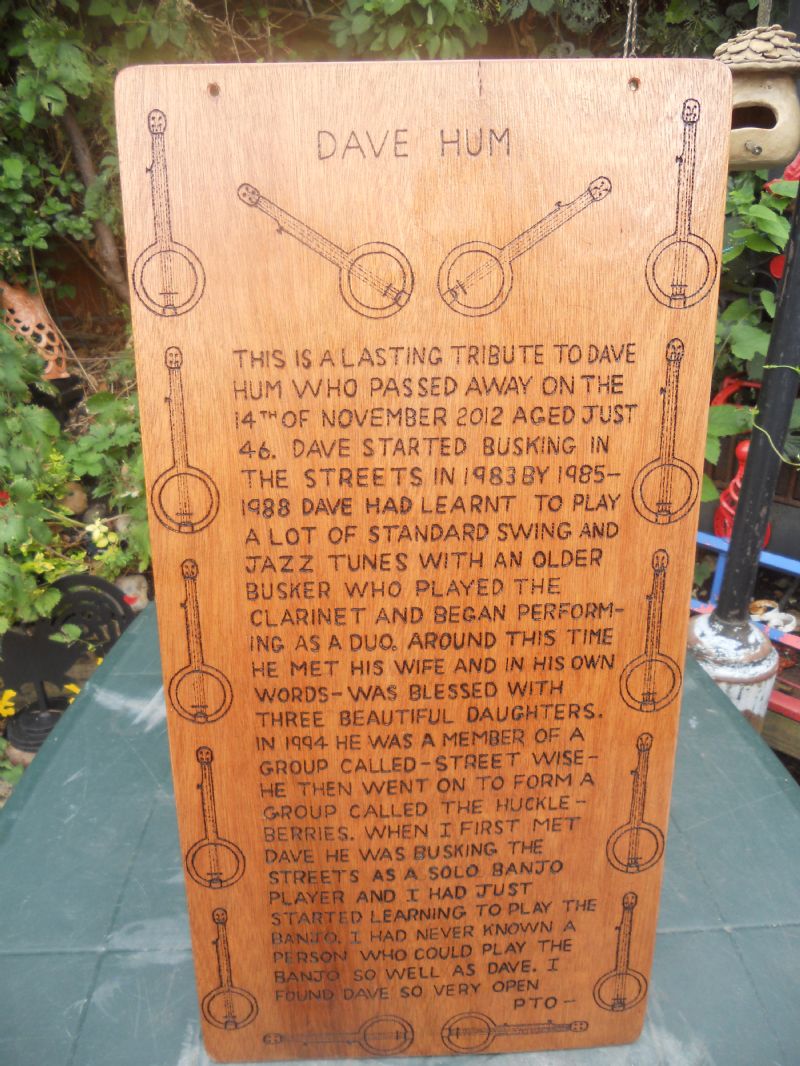 DAVE HUM
THIS IS A LASTING TRIBUTE TO DAVE
HUM WHO PASSED AWAY ON THE
14TH OF NOVEMBER 2012 AGED JUST
46. DAVE STARTED BUSKING IN
THE STREETS IN 1983 BY 1985-
1988 DAVE HAD LEARNT TO PLAY
A LOT OF STANDARD SWING AND
JAZZ TUNES WITH AN OLDER
BUSKER WHO PLAYED THE
CLARINET AND BEGAN PERFORM-
ING AS A DUO. AROUND THIS TIME
HE MET HIS WIFE AND IN HIS OWN
WORDS-WAS BLESSED WITH
THREE BEAUTIFUL DAUGHTERS.
IN 1994 HE WAS A MEMBER OF A
GROUP CALLED-STREET WISE-
HE THEN WENT ON TO FORM A
GROUP CALLED THE HUCKLE-
BERRIES. WHEN I FIRST MET
DAVE HE WAS BUSKING THE
STREETS AS A SOLO BANJO
PLAYER AND I HAD JUST
STARTED LEARNING TO PLAY THE
BANJO. I HAD NEVER KNOWN A
PERSON WHO COULD PLAY THE
BANJO SO WELL AS DAVE. I
FOUND DAVE SO VERY OPEN
PTO-